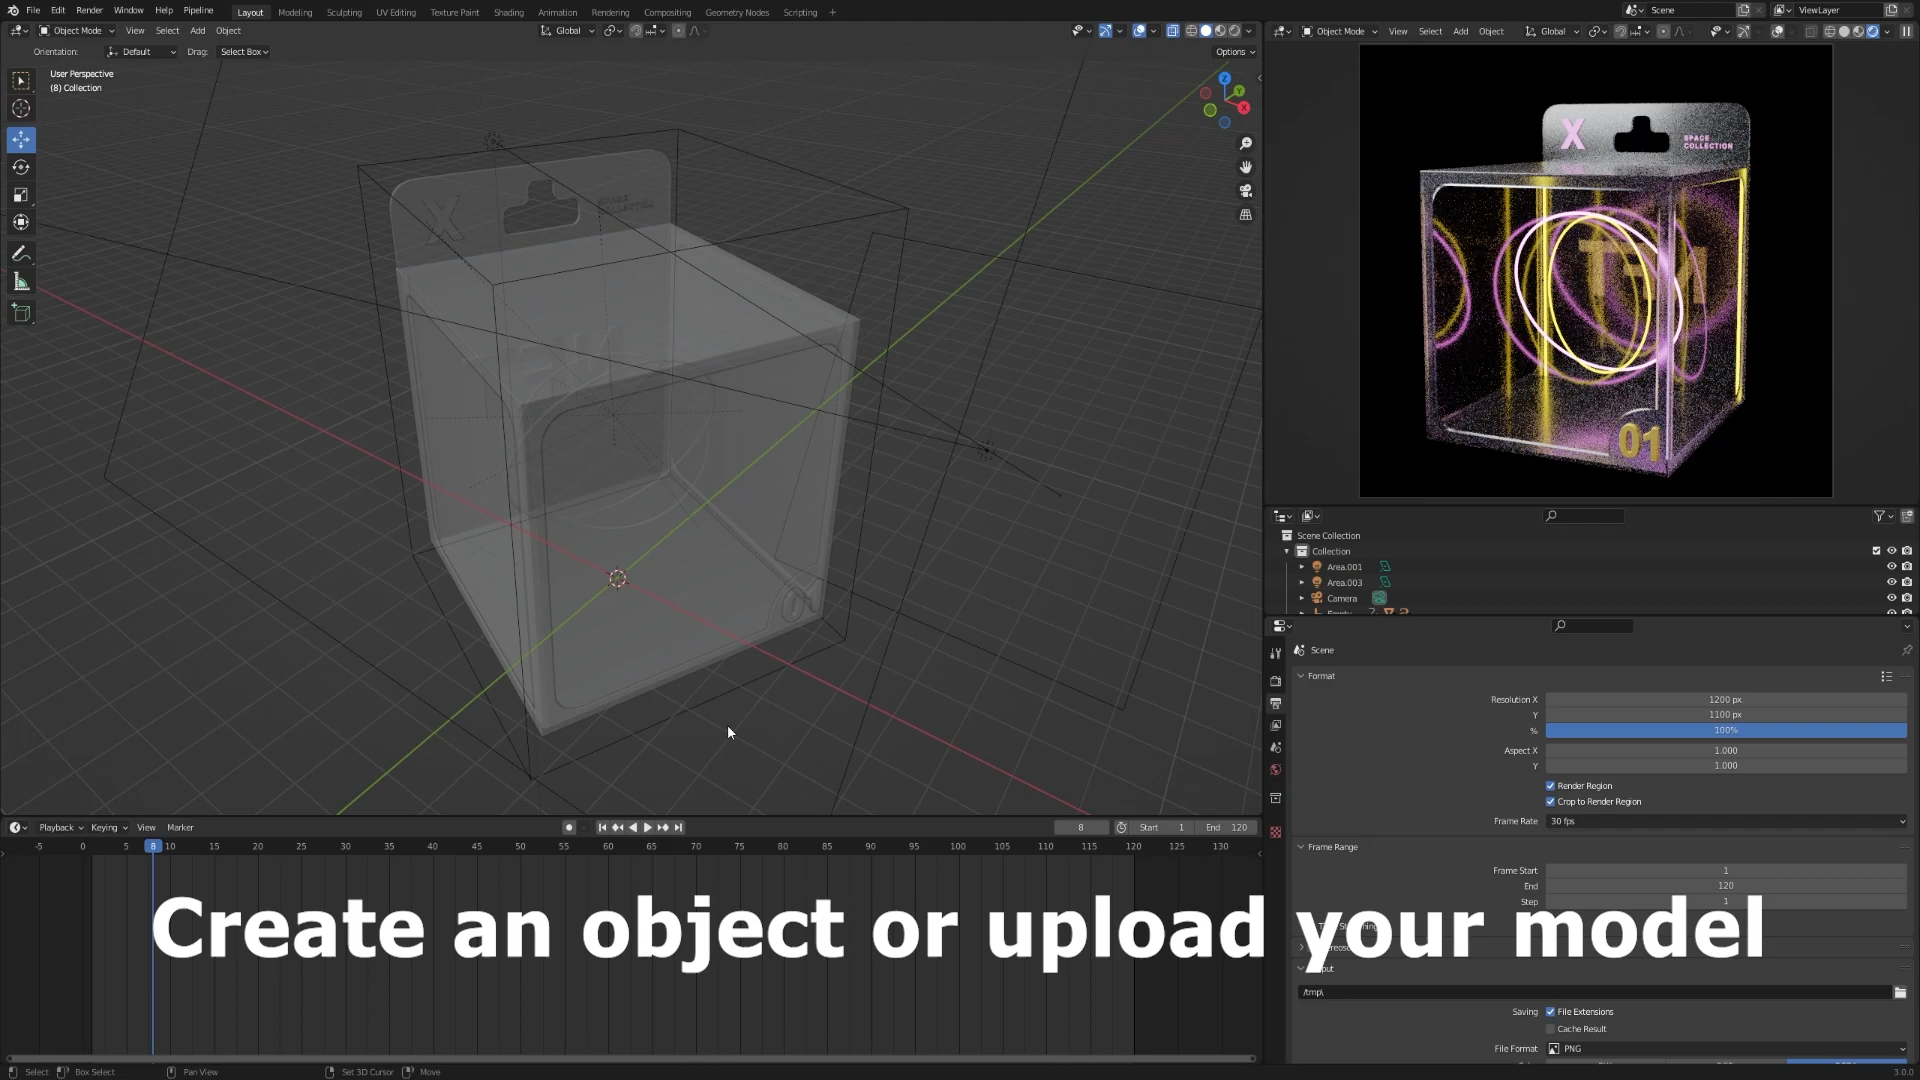 File Edit Render Window Help Pipeline Layout Modeling Sculpting UV Editing Texture Paint Shading Animation Rendering Compositing Geometry Nodes Scripting + Scene ViewLayer
Object Mode View Select Add Object Global Object Mode View Select Add Object Global
Orientation: Default Drag: Select Box Options
User Perspective
(8) Collection
Z
Y
X
X
SPACE
COLLECTION
X
SPACE
COLLECTION
01
Scene Collection
Collection
Area.001
Area.003
Camera
Scene
Format
Resolution X 1200 px
Y 1100 px
% 100%
Aspect X 1.000
Y 1.000
Render Region
Crop to Render Region
Frame Rate 30 fps
Frame Range
Frame Start 1
End 120
Step 1
Playback Keying View Marker 8 Start 1 End 120
-5 0 5 8 10 15 20 25 30 35 40 45 50 55 60 65 70 75 80 85 90 95 100 105 110 115 120 125 130
Create an object or upload your model
/tmp\
Saving File Extensions
Cache Result
File Format PNG
Select Box Select Pan View Set 3D Cursor Move 3.0.0